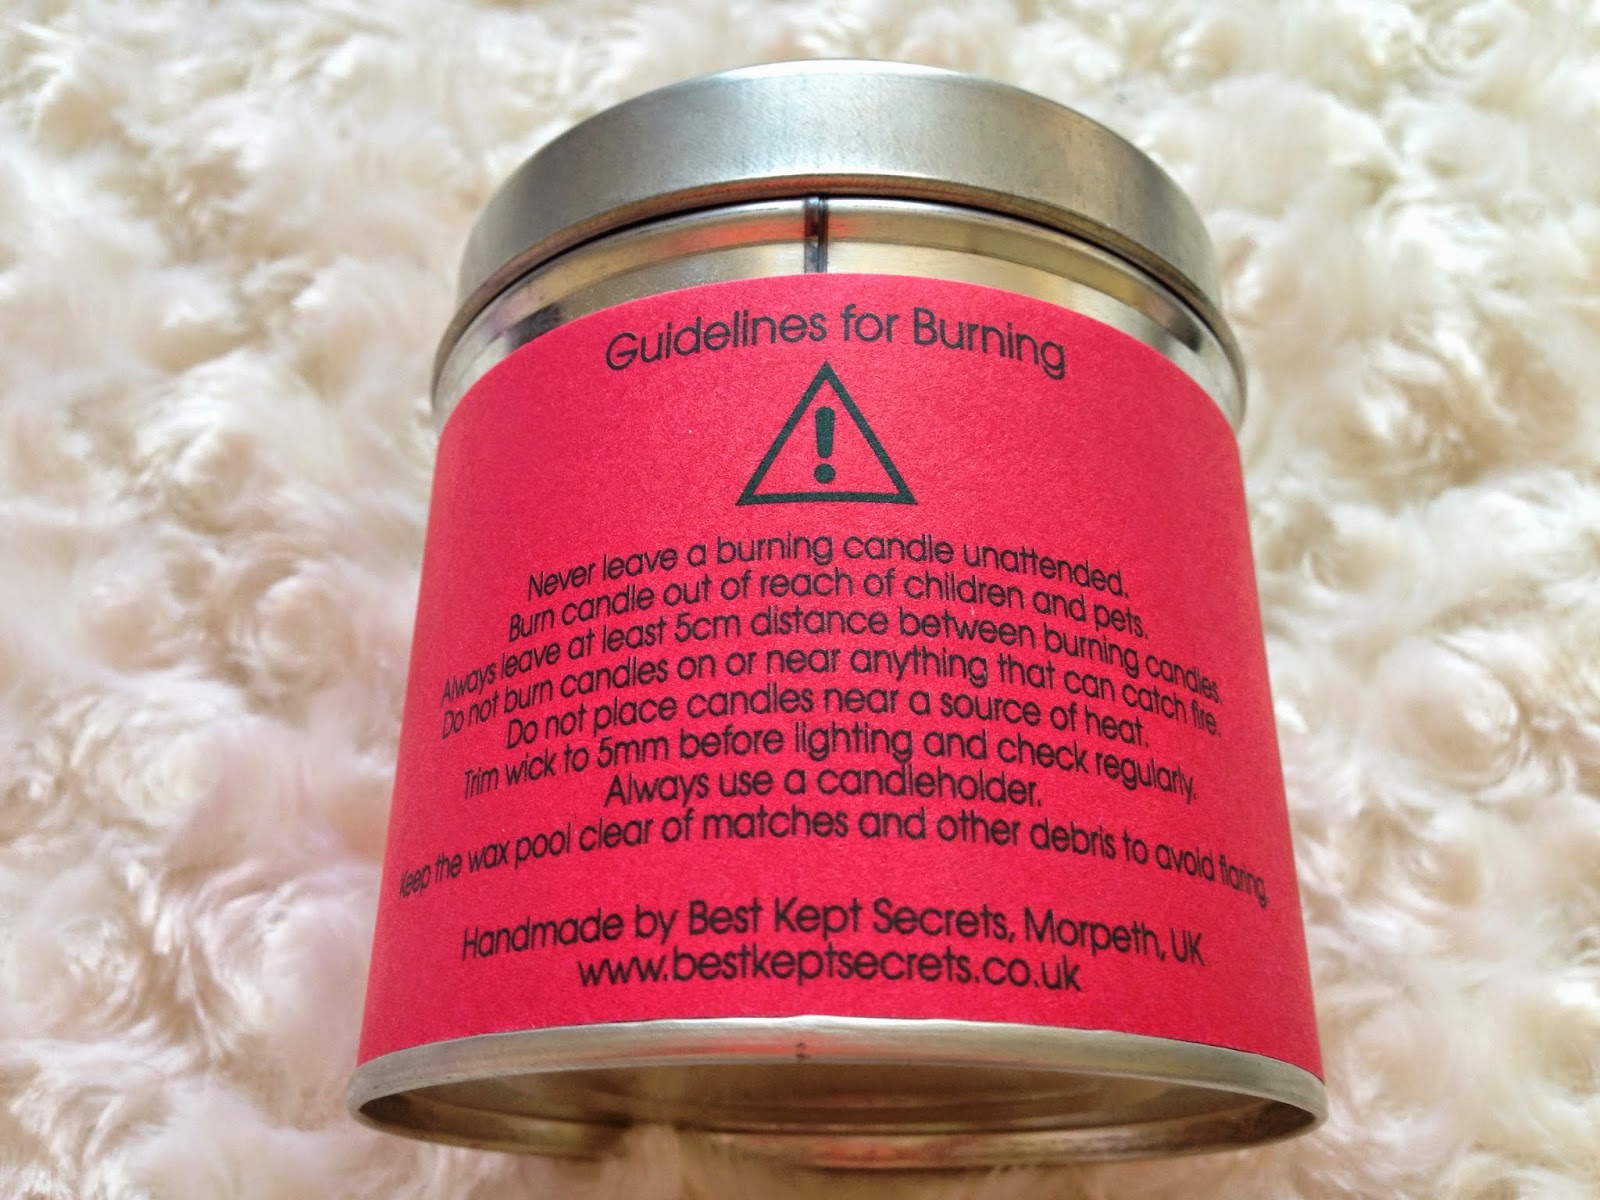 Guidelines for Burning
!
Never leave a burning candle unattended.
Burn candle out of reach of children and pets.
Always leave at least 5cm distance between burning candles.
Do not burn candles on or near anything that can catch fire.
Do not place candles near a source of heat.
Trim wick to 5mm before lighting and check regularly.
Always use a candleholder.
Keep the wax pool clear of matches and other debris to avoid flaring.
Handmade by Best Kept Secrets, Morpeth, UK
www.bestkeptsecrets.co.uk